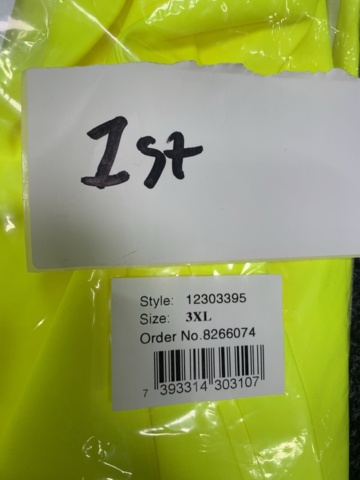 1st
Style: 12303395
Size: 3XL
Order No.8266074
7 393314 303107